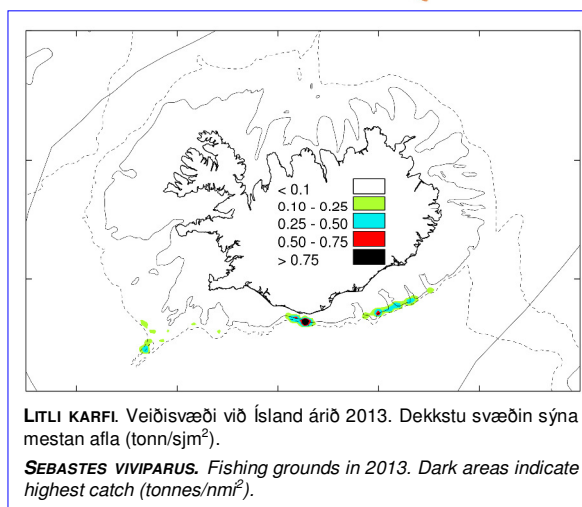 < 0.1
0.10 - 0.25
0.25 - 0.50
0.50 - 0.75
> 0.75
LITLI KARFI. Veiðisvæði við Ísland árið 2013. Dekkstu svæðin sýna
mestan afla (tonn/sjm²).
SEBASTES VIVIPARUS. Fishing grounds in 2013. Dark areas indicate
highest catch (tonnes/nmi²).